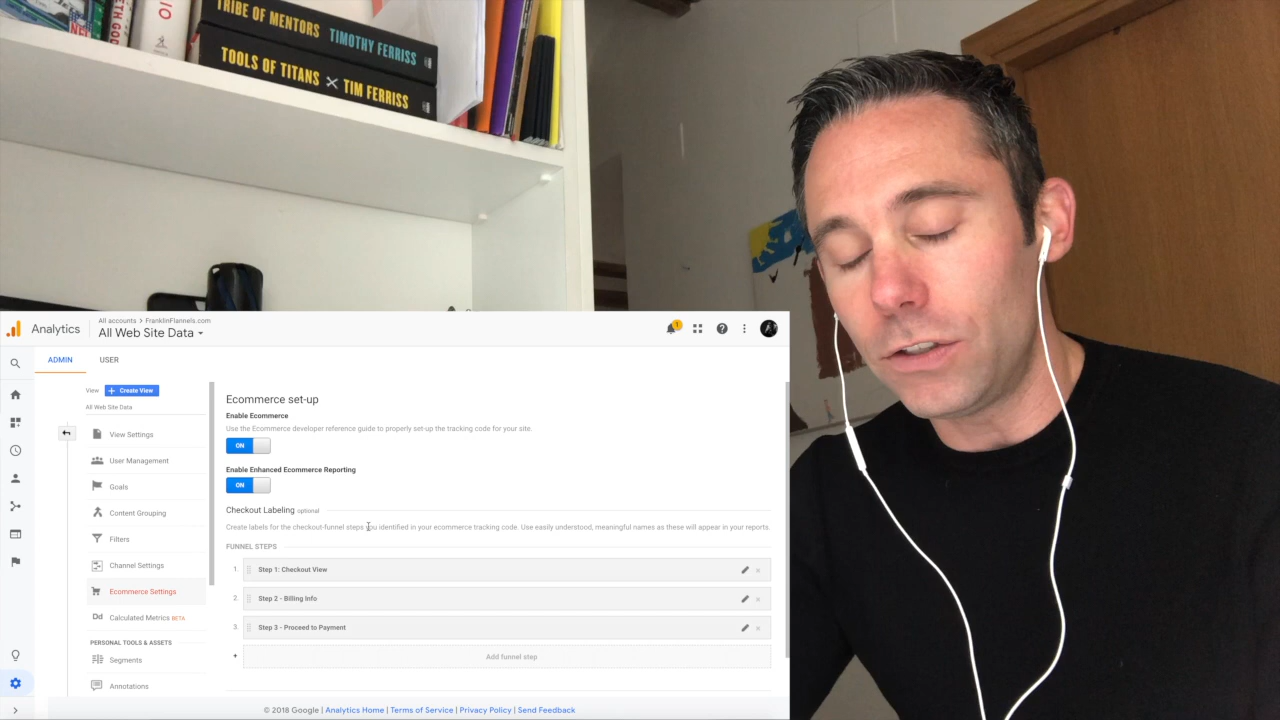 TRIBE OF MENTORS TIMOTHY FERRISS
TOOLS OF TITANS TIM FERRISS
Analytics
All accounts > FranklinFlannels.com
All Web Site Data
1
ADMIN
USER
View
+ Create View
All Web Site Data
View Settings
User Management
Goals
Content Grouping
Filters
Channel Settings
Ecommerce Settings
Dd Calculated Metrics BETA
PERSONAL TOOLS & ASSETS
Segments
Annotations
Ecommerce set-up
Enable Ecommerce
Use the Ecommerce developer reference guide to properly set-up the tracking code for your site.
ON
Enable Enhanced Ecommerce Reporting
ON
Checkout Labeling optional
Create labels for the checkout-funnel steps you identified in your ecommerce tracking code. Use easily understood, meaningful names as these will appear in your reports.
FUNNEL STEPS
1. Step 1: Checkout View
2. Step 2 - Billing Info
3. Step 3 - Proceed to Payment
+ Add funnel step
© 2018 Google | Analytics Home | Terms of Service | Privacy Policy | Send Feedback